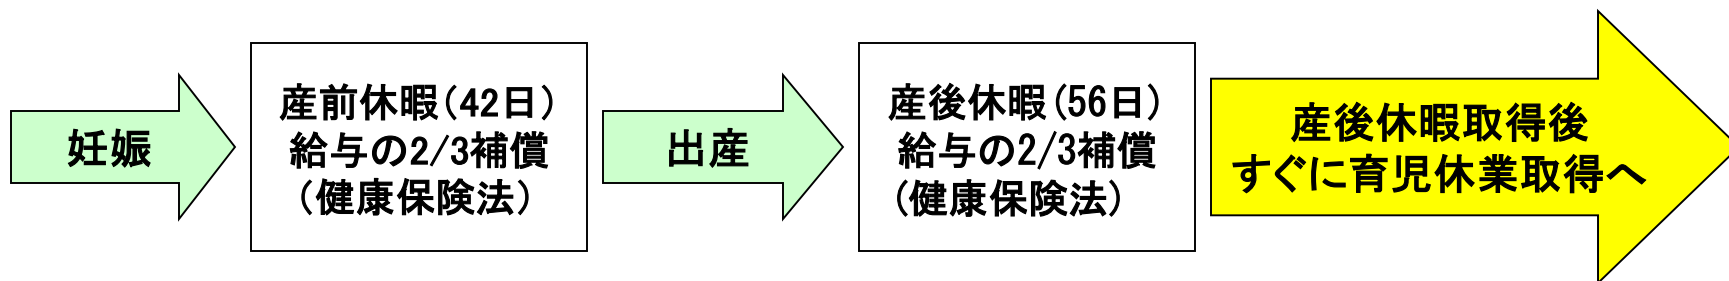 妊娠
産前休暇（42日）
給与の2/3補償
（健康保険法）
出産
産後休暇（56日）
給与の2/3補償
（健康保険法）
産後休暇取得後
すぐに育児休業取得へ